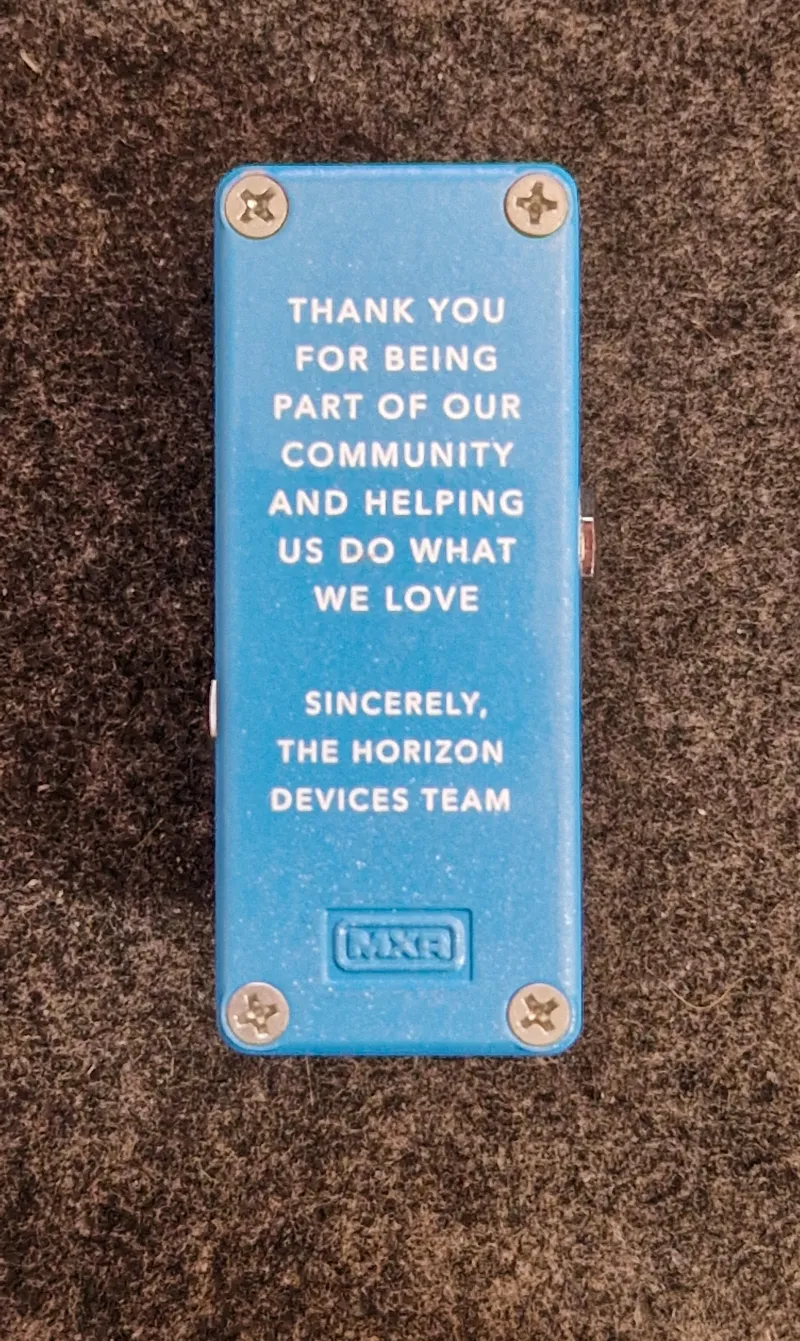 THANK YOU
FOR BEING
PART OF OUR
COMMUNITY
AND HELPING
US DO WHAT
WE LOVE
SINCERELY,
THE HORIZON
DEVICES TEAM
MXR